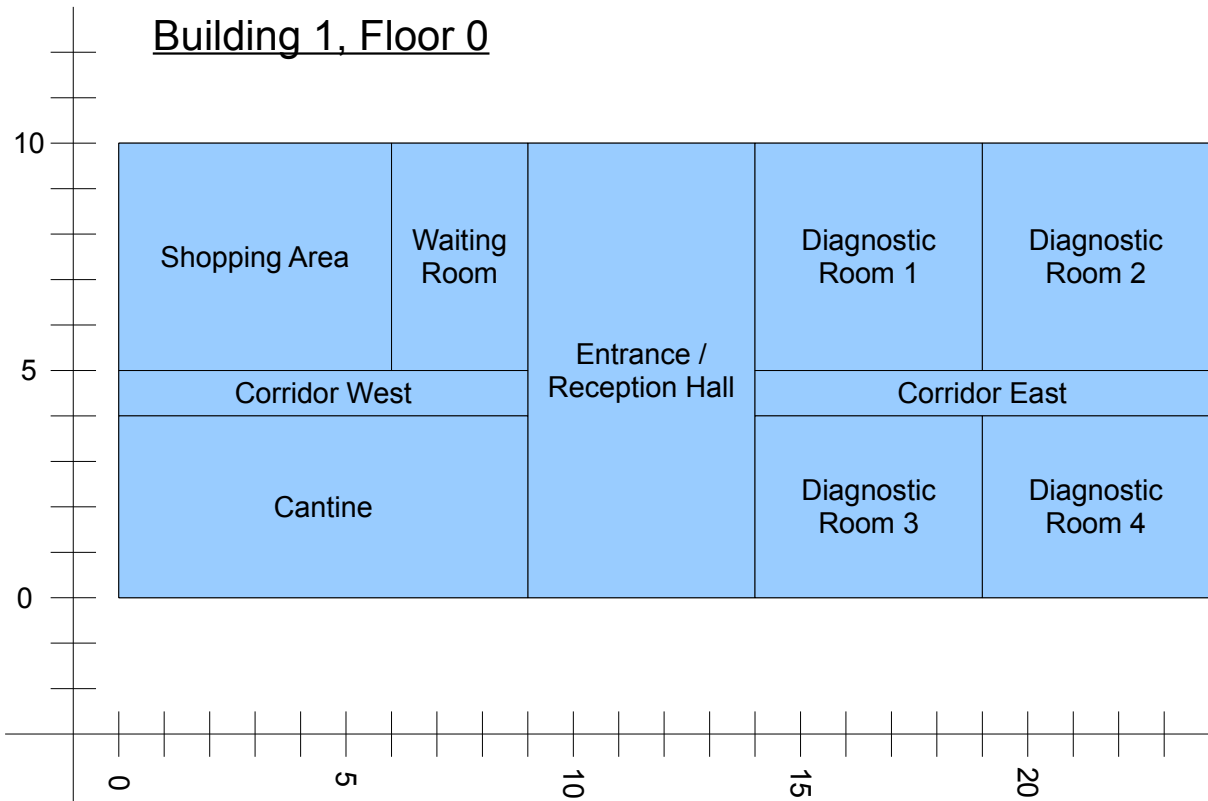 Building 1, Floor 0
10
Shopping Area
Waiting
Room
Diagnostic
Room 1
Diagnostic
Room 2
5
Entrance /
Reception Hall
Corridor West
Corridor East
Cantine
Diagnostic
Room 3
Diagnostic
Room 4
0
0
5
10
15
20